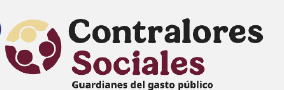 Contralores
Sociales
Guardianes del gasto público